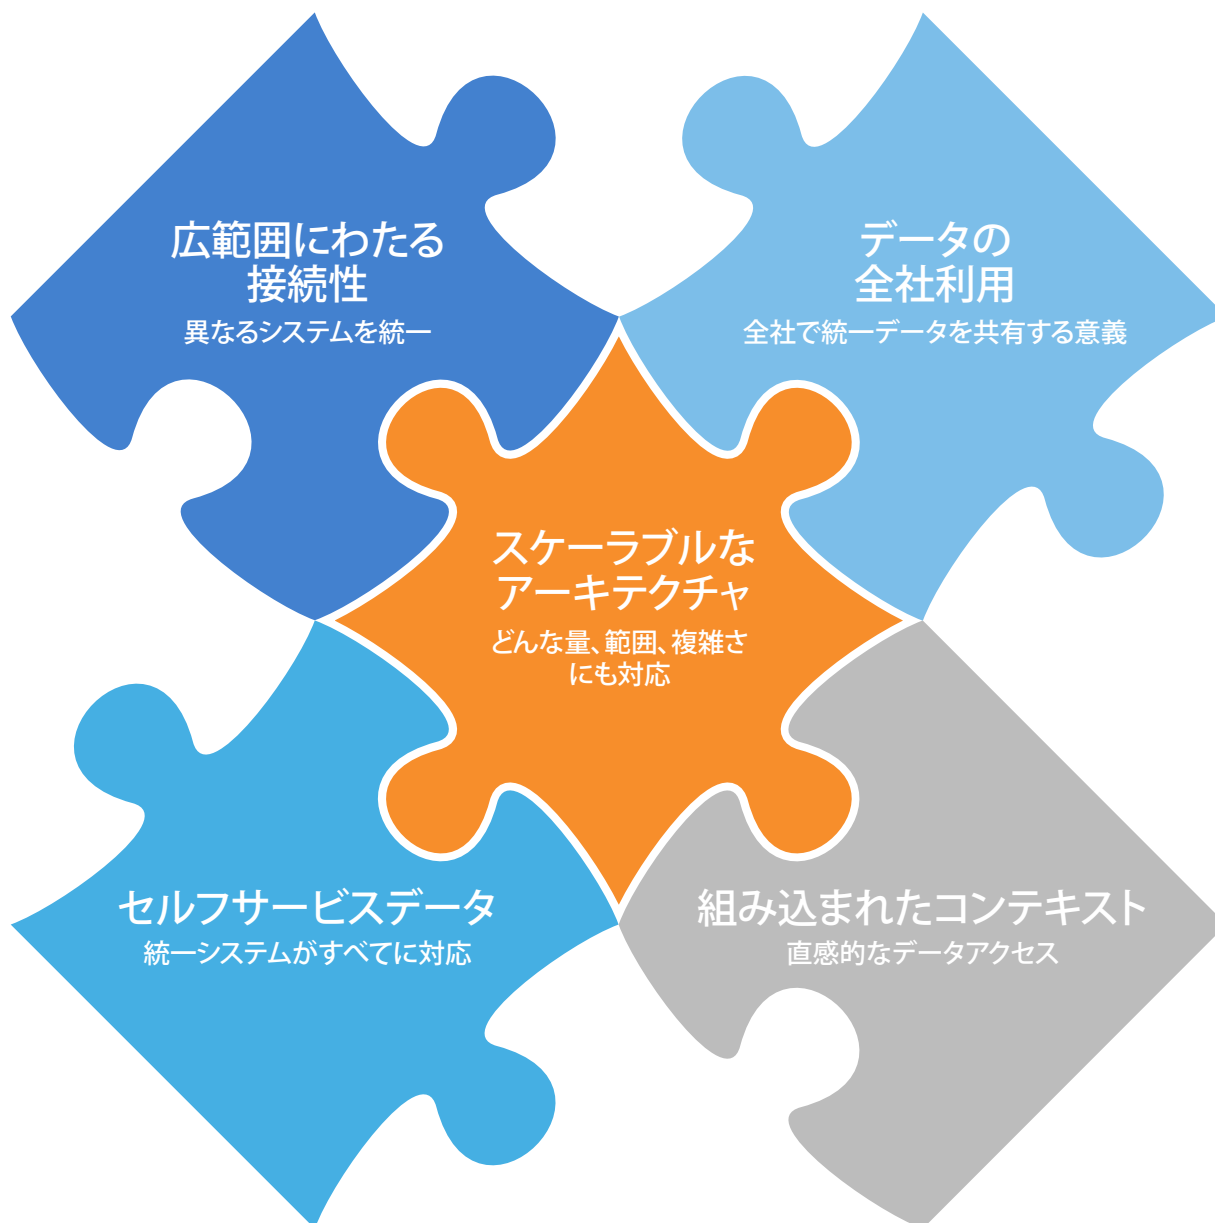 広範囲にわたる
接続性
異なるシステムを統一
データの
全社利用
全社で統一データを共有する意義
スケーラブルな
アーキテクチャ
どんな量、範囲、複雑さ
にも対応
セルフサービスデータ
統一システムがすべてに対応
組み込まれたコンテキスト
直感的なデータアクセス